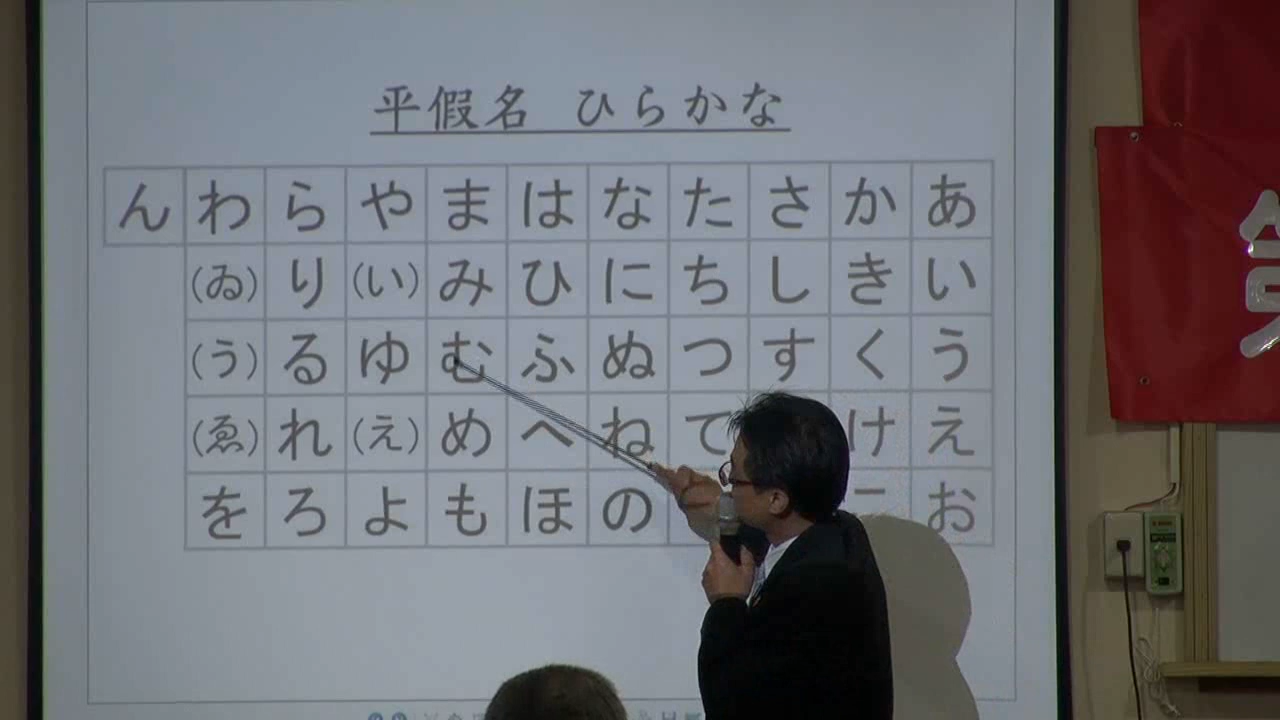 平假名 ひらかな
ん わ ら や ま は な た さ か あ
(ゐ) り (い) み ひ に ち し き い
(う) る ゆ む ふ ぬ つ す く う
(ゑ) れ (え) め へ ね て け え
を ろ よ も ほ の こ お